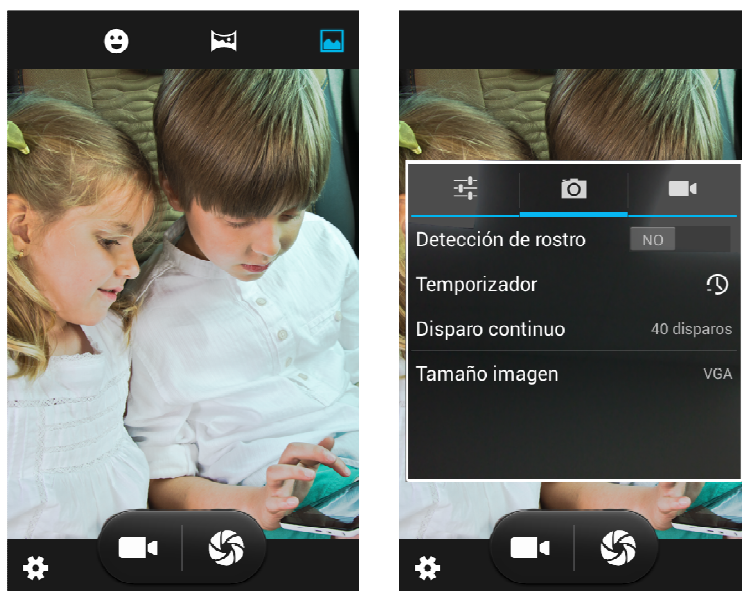 Detección de rostro NO
Temporizador
Disparo continuo 40 disparos
Tamaño imagen VGA